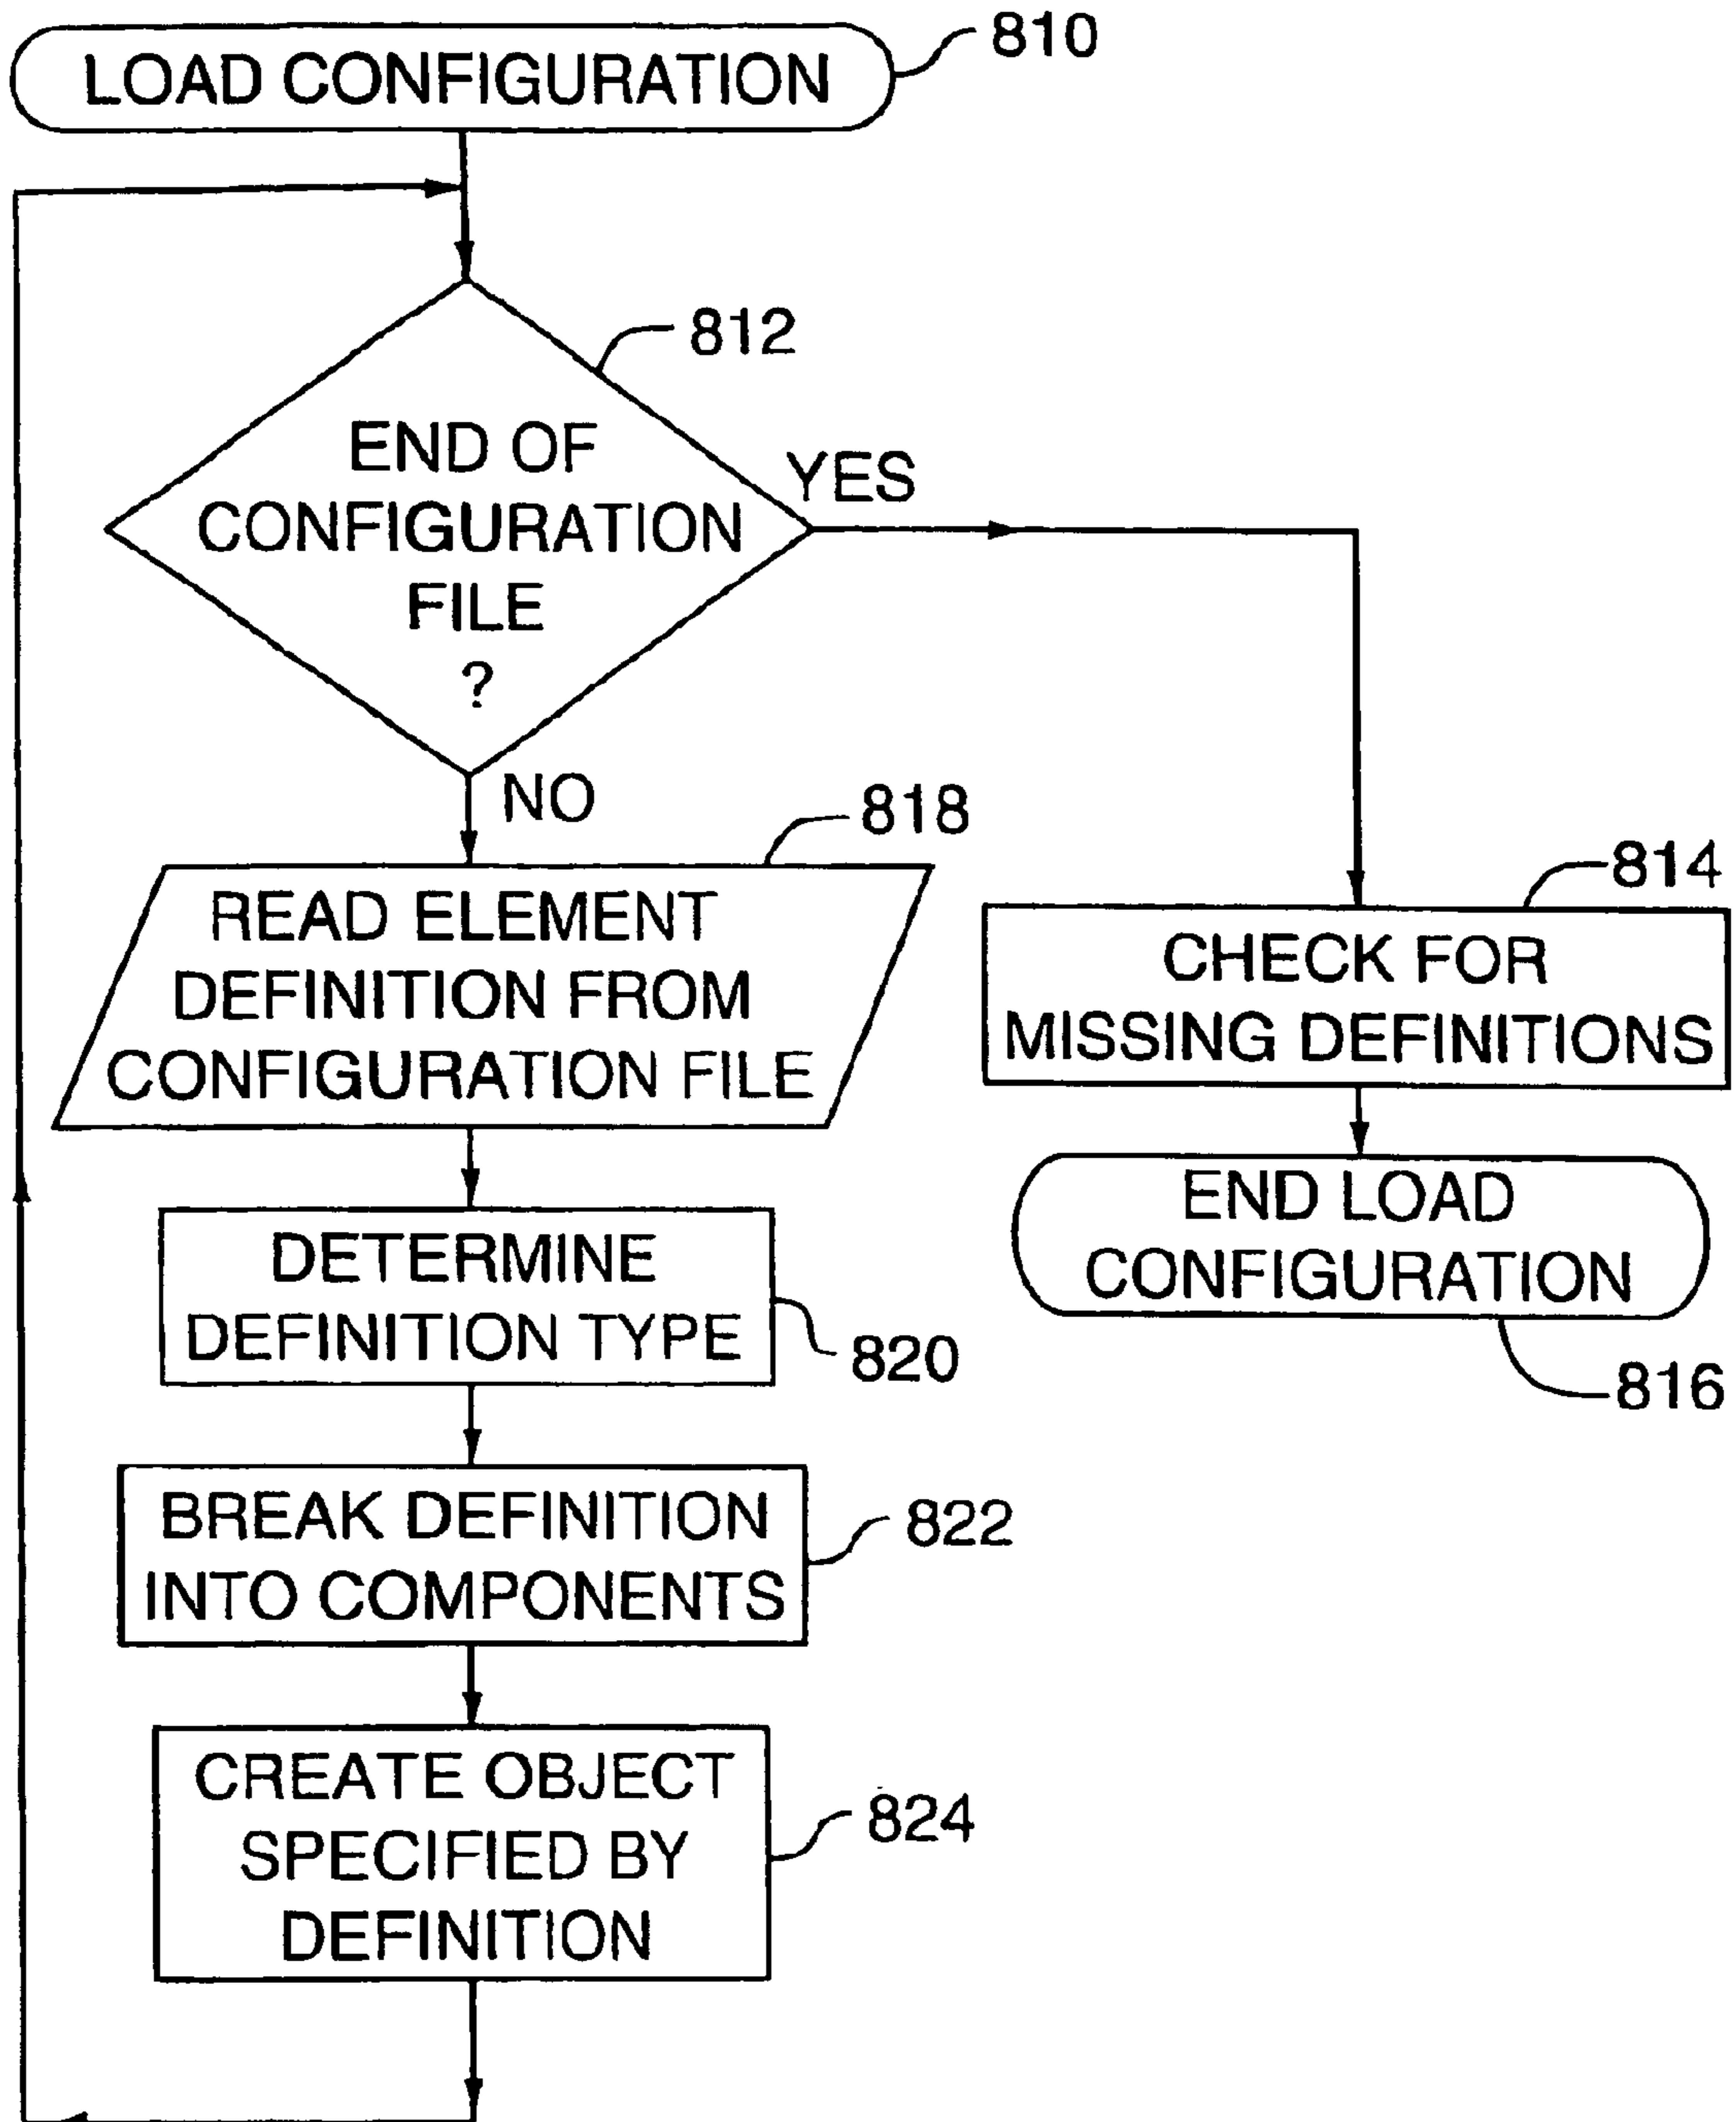 LOAD CONFIGURATION
810
812
END OF
CONFIGURATION
FILE
?
YES
NO
818
READ ELEMENT
DEFINITION FROM
CONFIGURATION FILE
814
CHECK FOR
MISSING DEFINITIONS
END LOAD
CONFIGURATION
816
DETERMINE
DEFINITION TYPE
820
BREAK DEFINITION
INTO COMPONENTS
822
CREATE OBJECT
SPECIFIED BY
DEFINITION
824